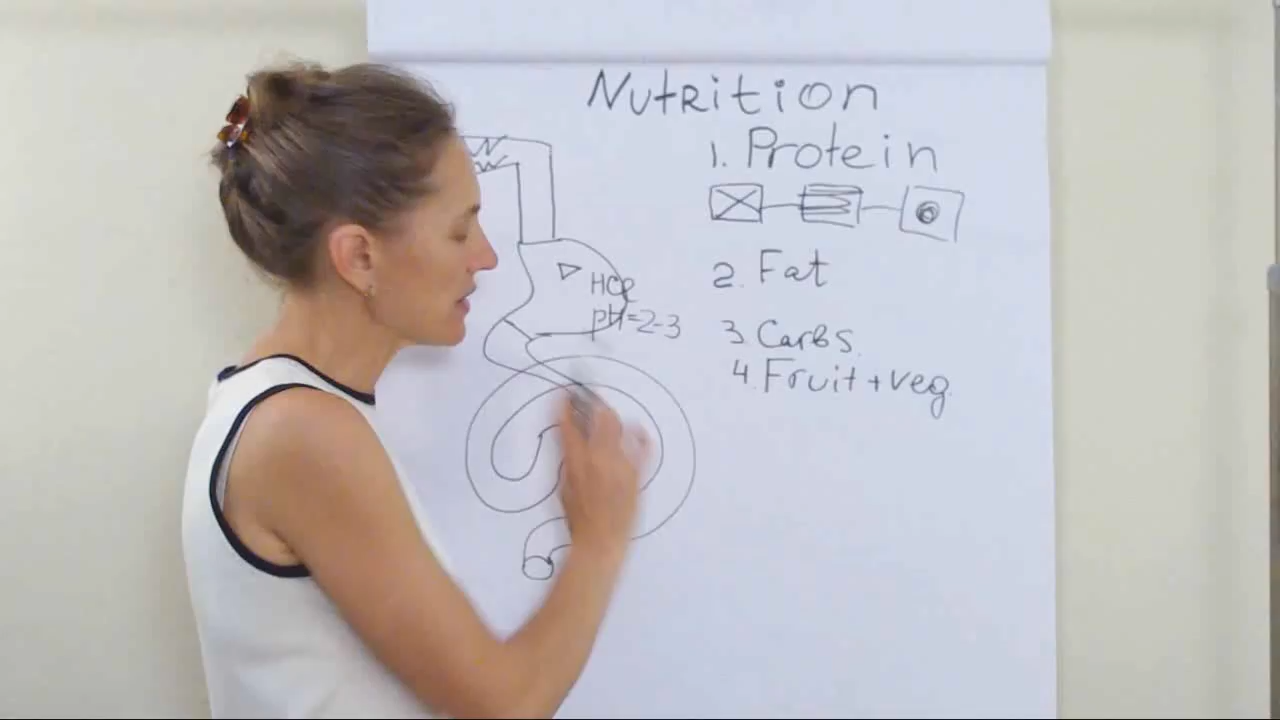 Nutrition
1. Protein
HCl
pH=2-3
2. Fat
3 Carbs.
4. Fruit + veg.